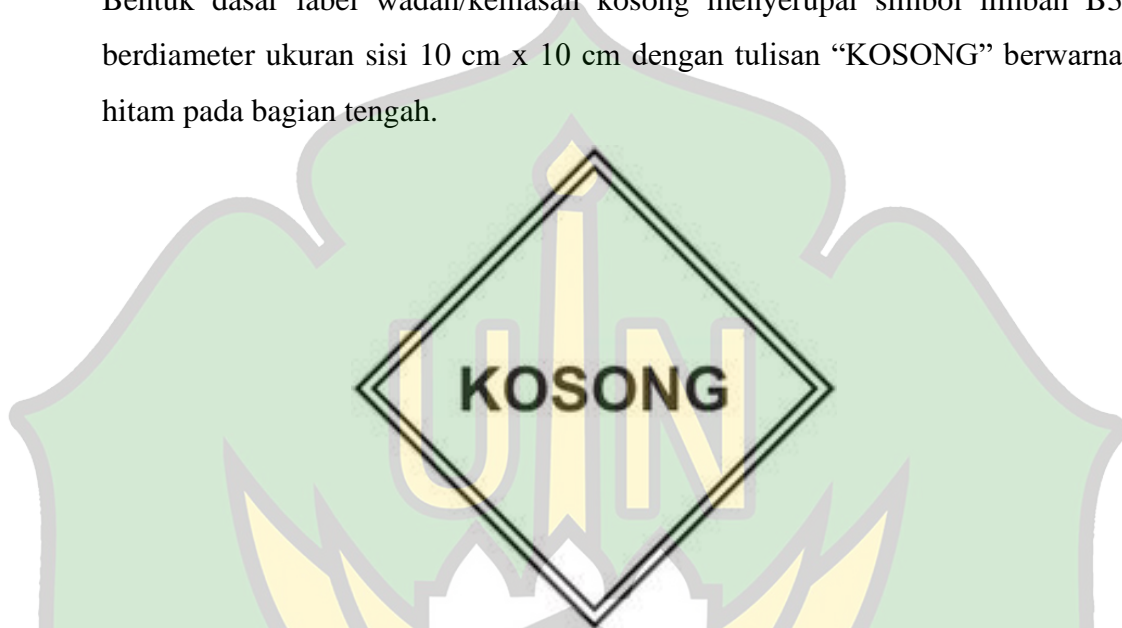 Bentuk dasar label wadah/kemasan kosong menyerupai simbol limbah B3
berdiameter ukuran sisi 10 cm x 10 cm dengan tulisan “KOSONG” berwarna
hitam pada bagian tengah.
KOSONG
UIN